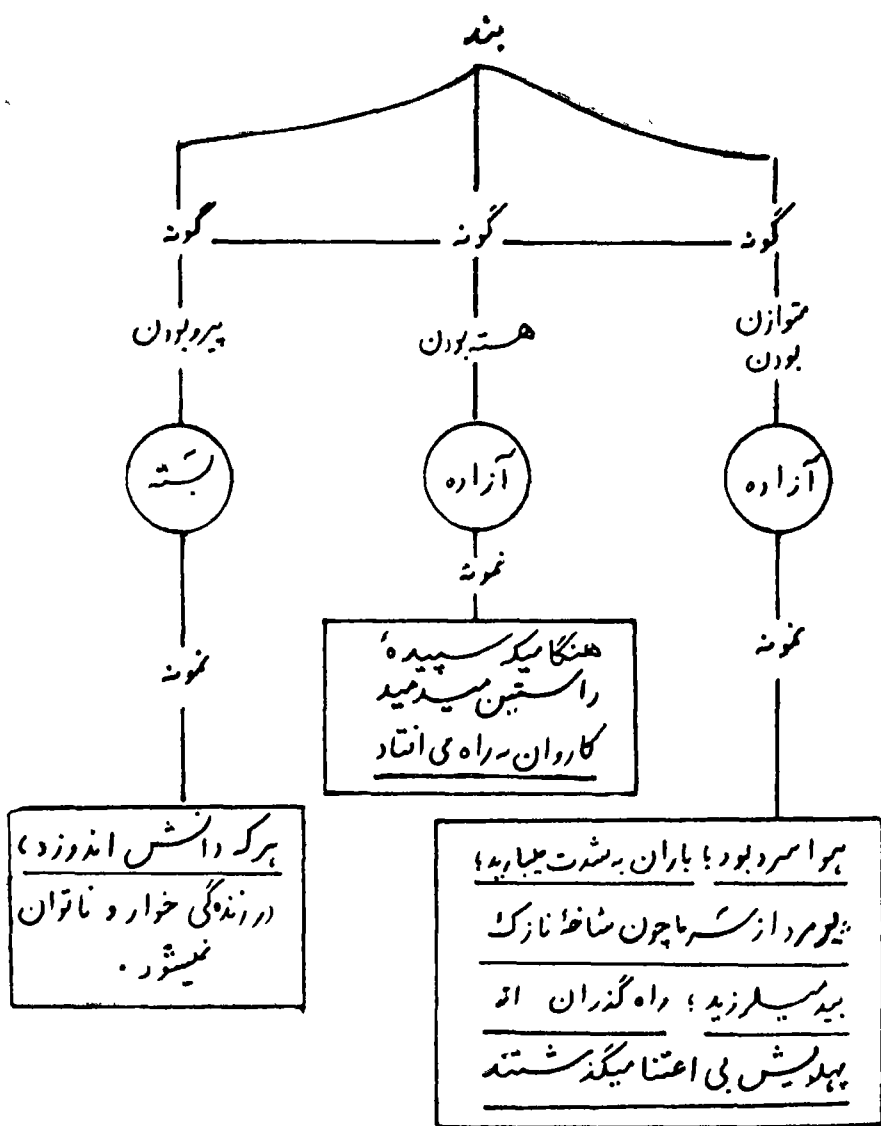 بند
گونه گونه گونه
متوازن بودن
هسته بودن
پیرو بودن
آزاده آزاده بَسته
نمونه
نمونه
نمونه
هنگامیکه سپیدهٔ
راستین میدمید
کاروان به راه می افتاد
هرکه دانش اندوزد،
در زندگی خوار و ناتوان
نمیشود.
هوا سرد بود؛ باران به شدت میبارید؛
پیرمرد از سرما چون شاخهٔ نازک
بید میلرزید؛ راه گذران از
پهلویش بی اعتنا میگذشتند